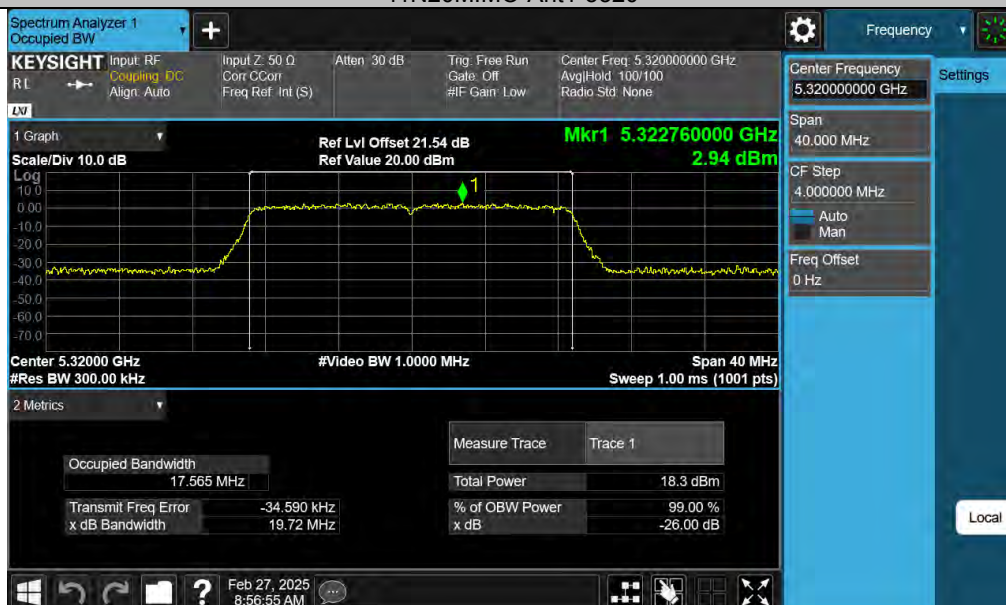 Spectrum Analyzer 1
Occupied BW
+
Frequency
KEYSIGHT
Input: RF
Input Z: 50 Ω
Atten: 30 dB
Trig: Free Run
Center Freq: 5.320000000 GHz
RL
Coupling: DC
Corr CCorr
Gate: Off
Avg|Hold: 100/100
Align: Auto
Freq Ref: Int (S)
#IF Gain: Low
Radio Std: None
LXI
Center Frequency
5.320000000 GHz
Settings
Span
40.000 MHz
CF Step
4.000000 MHz
Auto
Man
Freq Offset
0 Hz
Local
1 Graph
Ref Lvl Offset 21.54 dB
Mkr1 5.322760000 GHz
Scale/Div 10.0 dB
Ref Value 20.00 dBm
2.94 dBm
Log
10.0
0.00
-10.0
-20.0
-30.0
-40.0
-50.0
-60.0
-70.0
1
Center 5.32000 GHz
#Video BW 1.0000 MHz
Span 40 MHz
#Res BW 300.00 kHz
Sweep 1.00 ms (1001 pts)
2 Metrics
Measure Trace
Trace 1
Occupied Bandwidth
17.565 MHz
Total Power
18.3 dBm
Transmit Freq Error
-34.590 kHz
% of OBW Power
99.00 %
x dB Bandwidth
19.72 MHz
x dB
-26.00 dB
?
Feb 27, 2025
8:56:55 AM